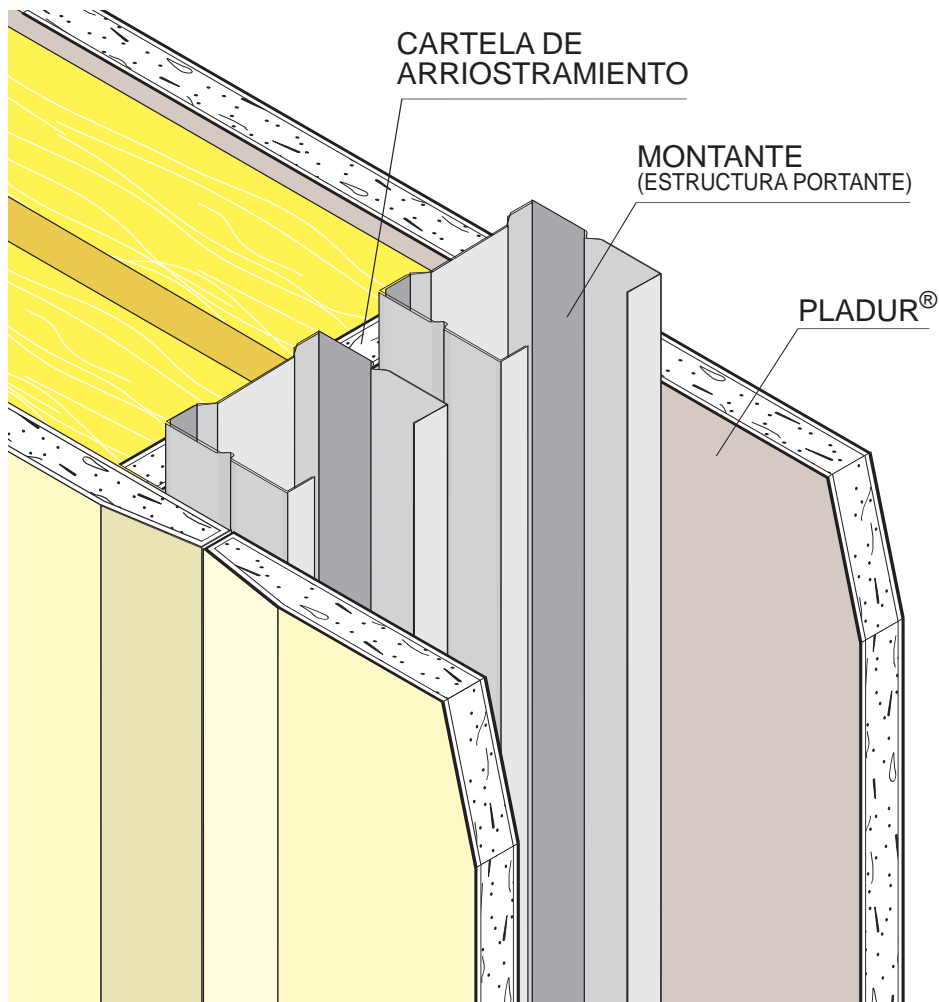 CARTELA DE
ARRIOSTRAMIENTO
MONTANTE
(ESTRUCTURA PORTANTE)
PLADUR®